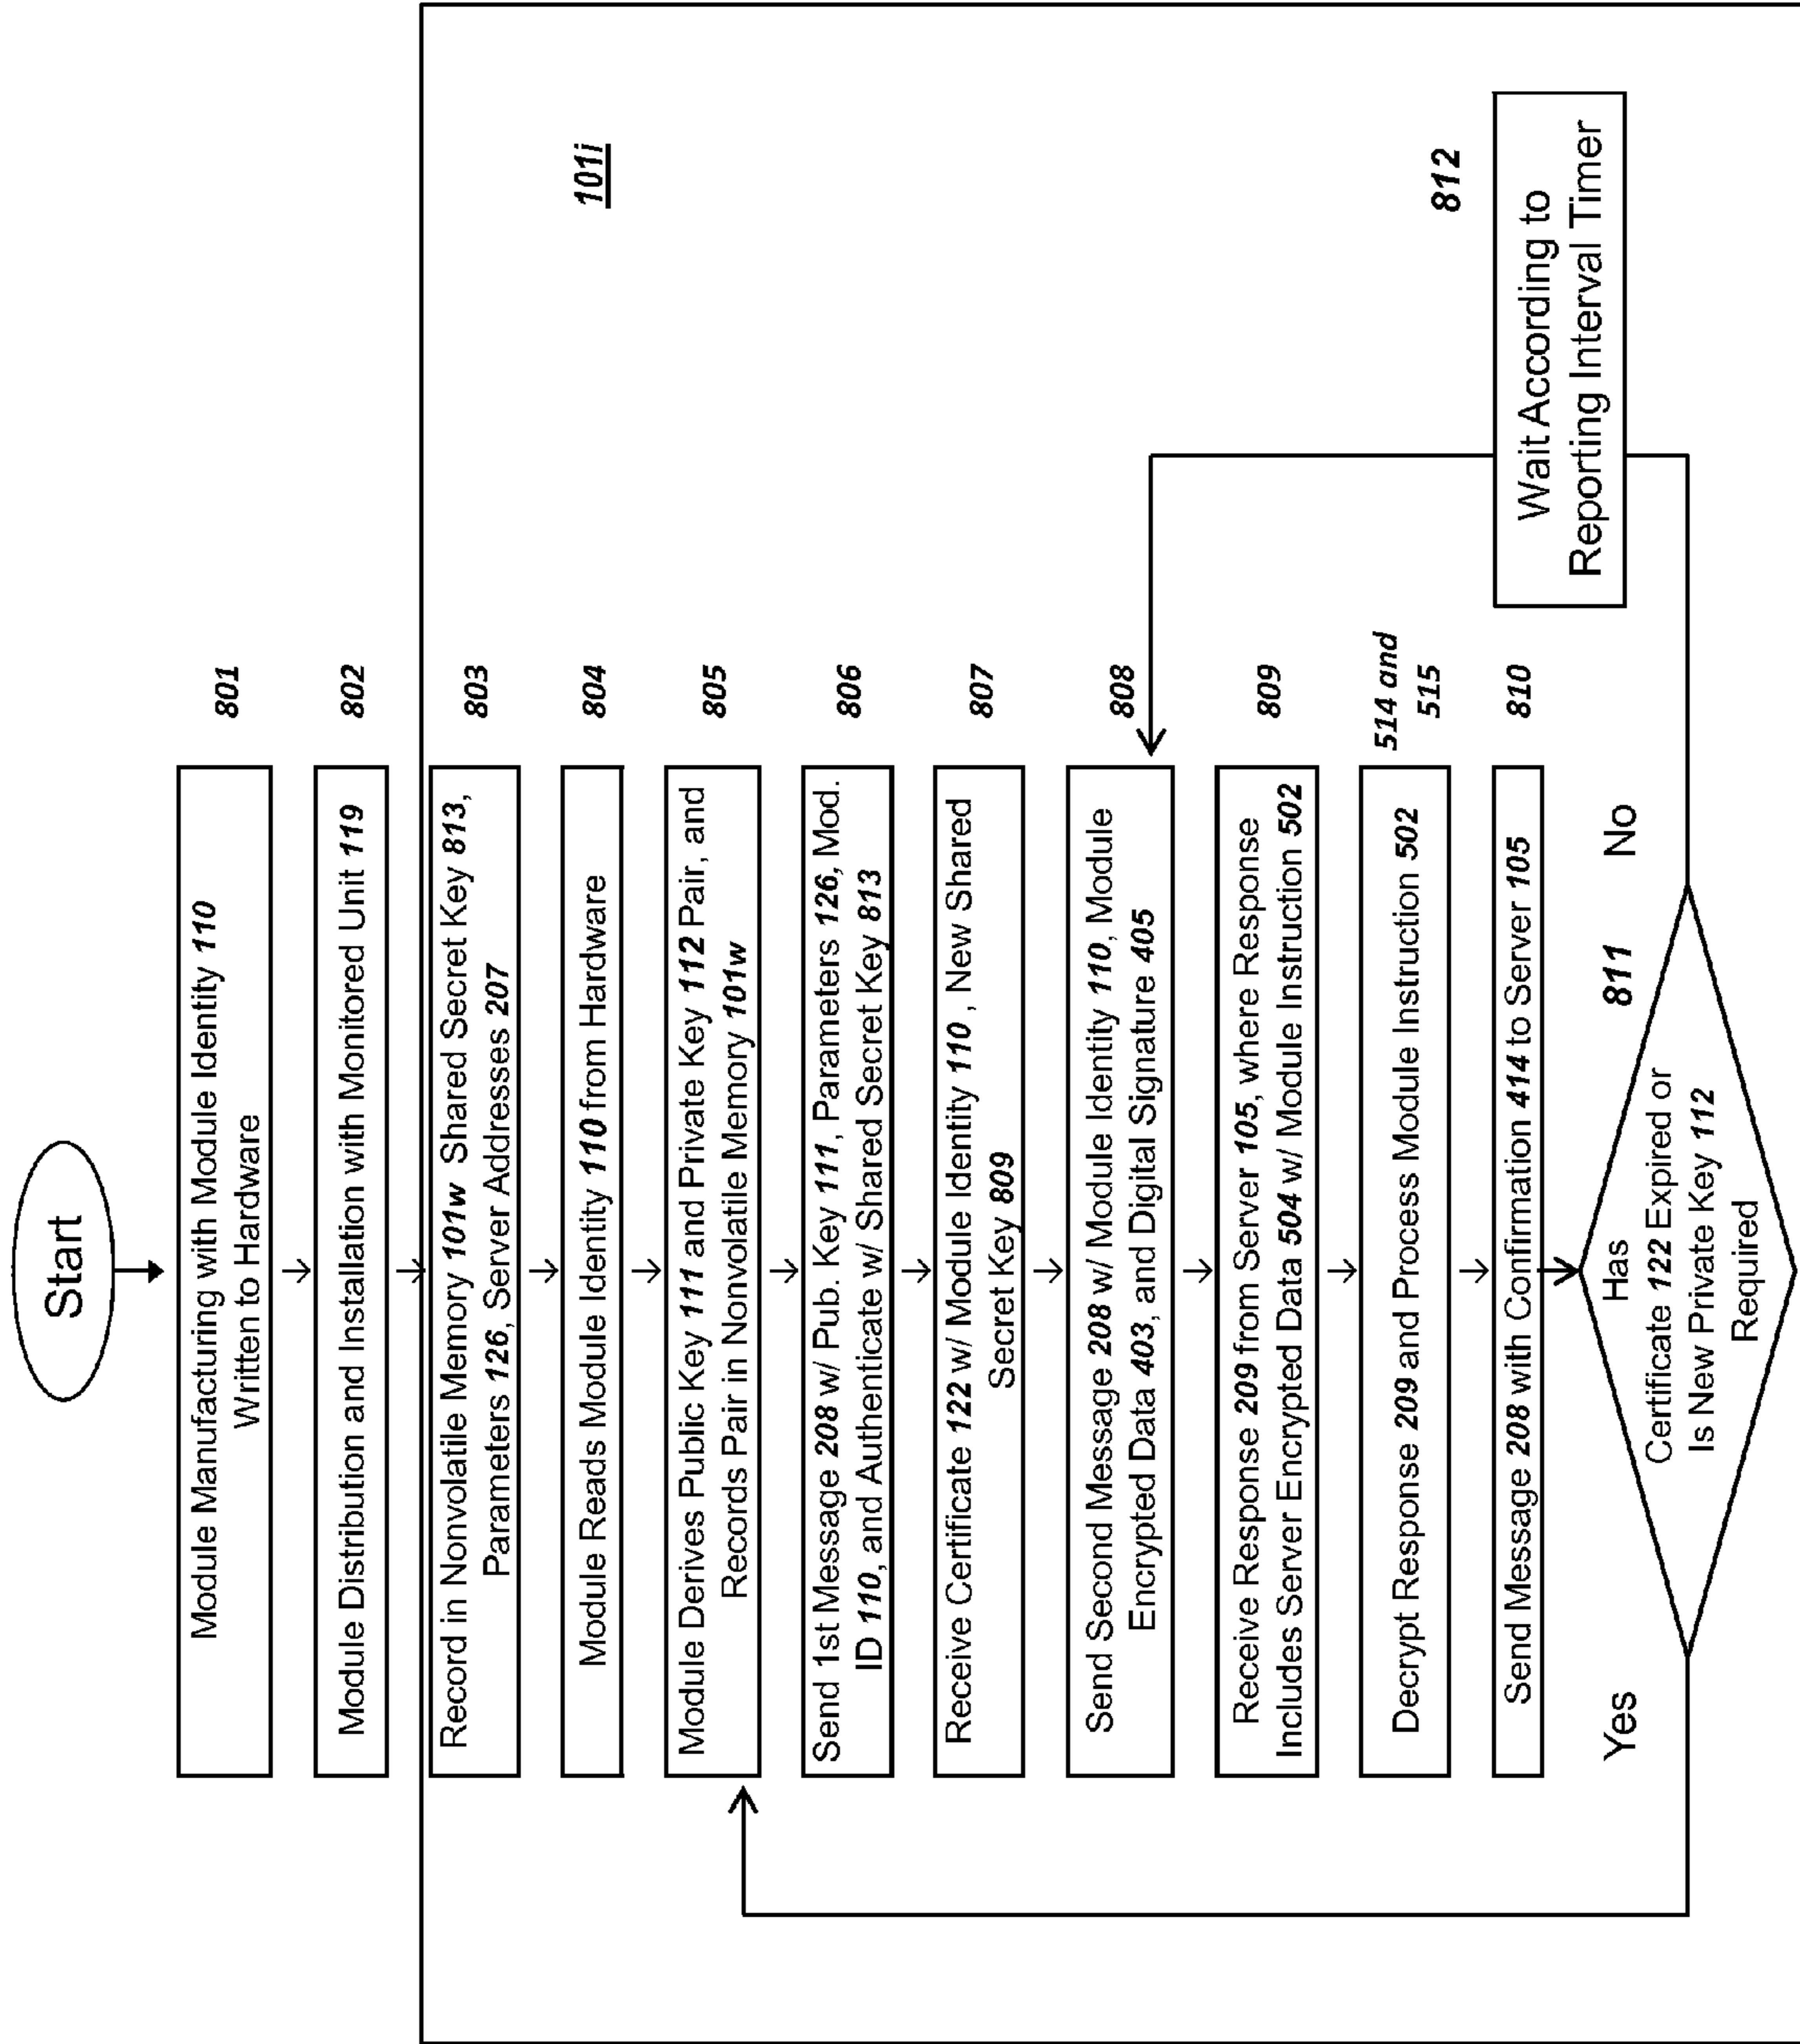 Start
Module Manufacturing with Module Identity 110
Written to Hardware
801
Module Distribution and Installation with Monitored Unit 119
802
Record in Nonvolatile Memory 101w Shared Secret Key 813,
Parameters 126, Server Addresses 207
803
Module Reads Module Identity 110 from Hardware
804
101i
Module Derives Public Key 111 and Private Key 112 Pair, and
Records Pair in Nonvolatile Memory 101w
805
Send 1st Message 208 w/ Pub. Key 111, Parameters 126, Mod.
ID 110, and Authenticate w/ Shared Secret Key 813
806
Receive Certificate 122 w/ Module Identity 110 , New Shared
Secret Key 809
807
Send Second Message 208 w/ Module Identity 110, Module
Encrypted Data 403, and Digital Signature 405
808
Receive Response 209 from Server 105, where Response
Includes Server Encrypted Data 504 w/ Module Instruction 502
809
Decrypt Response 209 and Process Module Instruction 502
514 and
515
Send Message 208 with Confirmation 414 to Server 105
810
812
Wait According to
Reporting Interval Timer
Yes
Has
Certificate 122 Expired or
Is New Private Key 112
Required
811
No